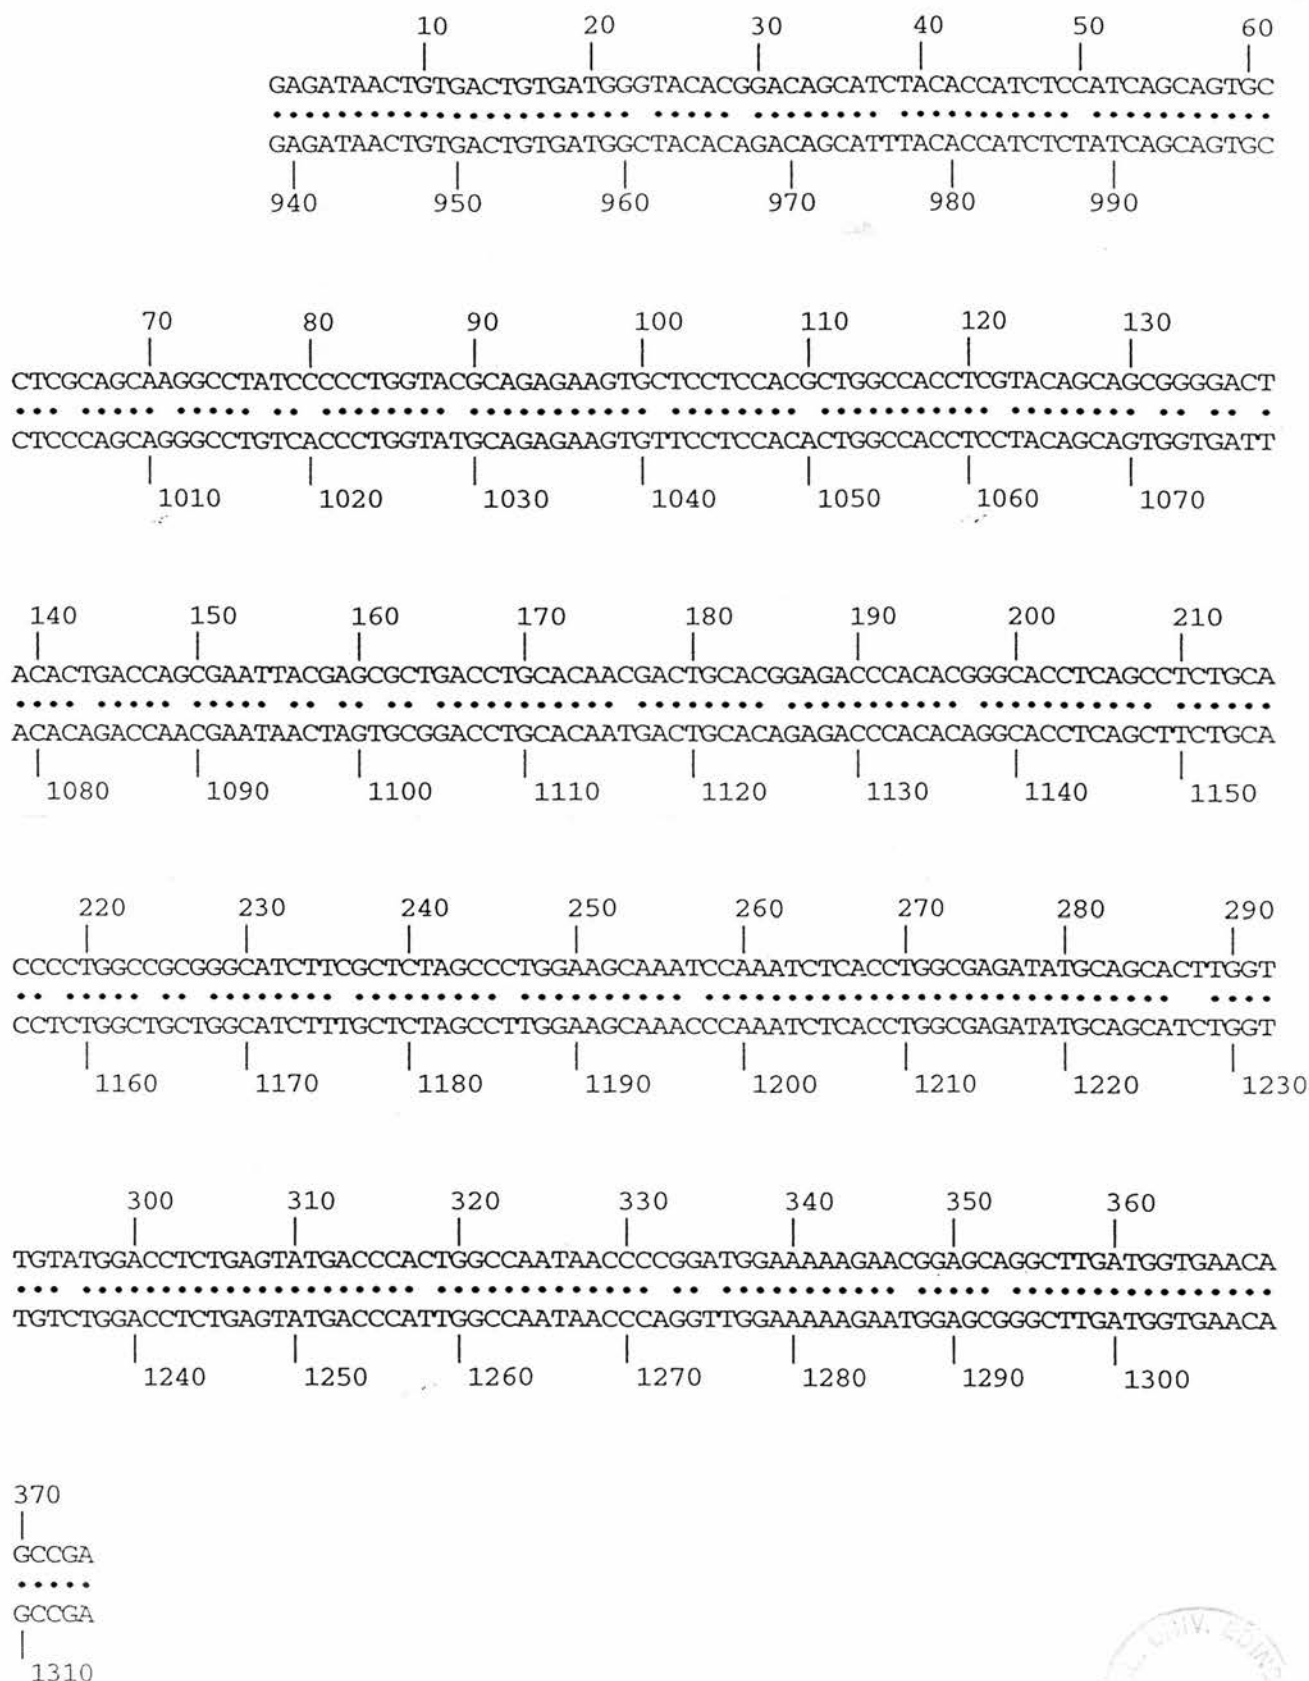 10 20 30 40 50 60
GAGATAACTGTGACTGTGATGGGTACACGGACAGCATCTACACCATCTCCATCAGCAGTGC
GAGATAACTGTGACTGTGATGGCTACACAGACAGCATTTACACCATCTCTATCAGCAGTGC
940 950 960 970 980 990
70 80 90 100 110 120 130
CTCGCAGCAAGGCCTATCCCCCTGGTACGCAGAGAAGTGCTCCTCCACGCTGGCCACCTCGTACAGCAGCGGGGACT
CTCCCAGCAGGGCCTGTCACCCTGGTATGCAGAGAAGTGTTCCTCCACACTGGCCACCTCCTACAGCAGTGGTGATT
1010 1020 1030 1040 1050 1060 1070
140 150 160 170 180 190 200 210
ACACTGACCAGCGAATTACGAGCGCTGACCTGCACAACGACTGCACGGAGACCCACACGGGCACCTCAGCCTCTGCA
ACACAGACCAACGAATAACTAGTGCGGACCTGCACAATGACTGCACAGAGACCCACACAGGCACCTCAGCTTCTGCA
1080 1090 1100 1110 1120 1130 1140 1150
220 230 240 250 260 270 280 290
CCCCTGGCCGCGGGCATCTTCGCTCTAGCCCTGGAAGCAAATCCAAATCTCACCTGGCGAGATATGCAGCACTTGGT
CCTCTGGCTGCTGGCATCTTTGCTCTAGCCTTGGAAGCAAACCCAAATCTCACCTGGCGAGATATGCAGCATCTGGT
1160 1170 1180 1190 1200 1210 1220 1230
300 310 320 330 340 350 360
TGTATGGACCTCTGAGTATGACCCACTGGCCAATAACCCCGGATGGAAAAAGAACGGAGCAGGCTTGATGGTGAACA
TGTCTGGACCTCTGAGTATGACCCATTGGCCAATAACCCAGGTTGGAAAAAGAATGGAGCGGGCTTGATGGTGAACA
1240 1250 1260 1270 1280 1290 1300
370
GCCGA
GCCGA
1310
UNIV. EDIN